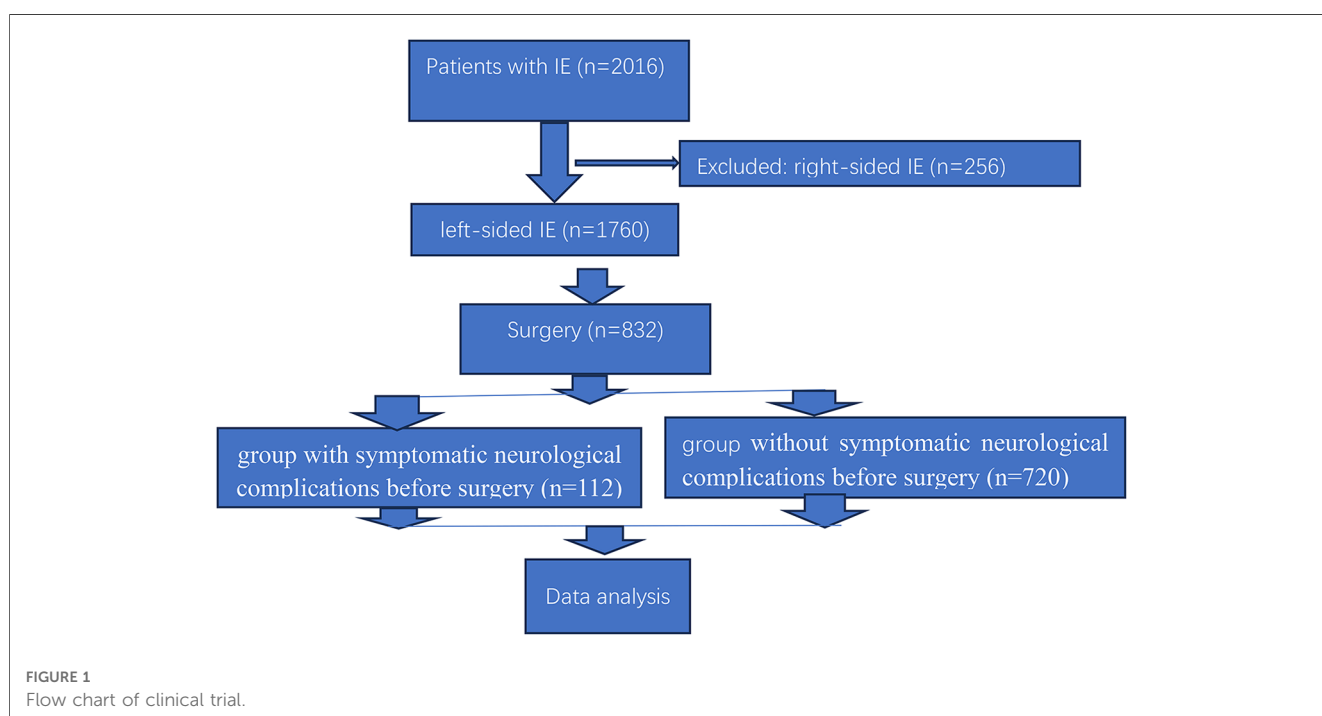 Patients with IE (n=2016)
Excluded: right-sided IE (n=256)
left-sided IE (n=1760)
Surgery (n=832)
group with symptomatic neurological
complications before surgery (n=112)
group without symptomatic neurological
complications before surgery (n=720)
Data analysis
FIGURE 1
Flow chart of clinical trial.